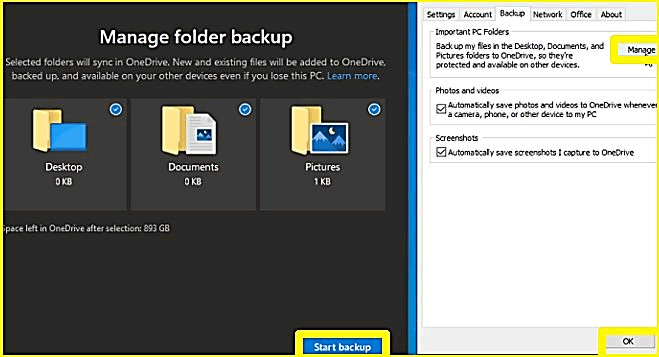 Manage folder backup
Selected folders will sync in OneDrive. New and existing files will be added to OneDrive,
backed up, and available on your other devices even if you lose this PC. Learn more.
Desktop
0 KB
Documents
0 KB
Pictures
1 KB
Space left in OneDrive after selection: 893 GB
Start backup
Settings Account Backup Network Office About
Important PC Folders
Back up my files in the Desktop, Documents, and
Pictures folders to OneDrive, so they're
protected and available on other devices.
Manage
Photos and videos
Automatically save photos and videos to OneDrive whenever
a camera, phone, or other device to my PC
Screenshots
Automatically save screenshots I capture to OneDrive
OK